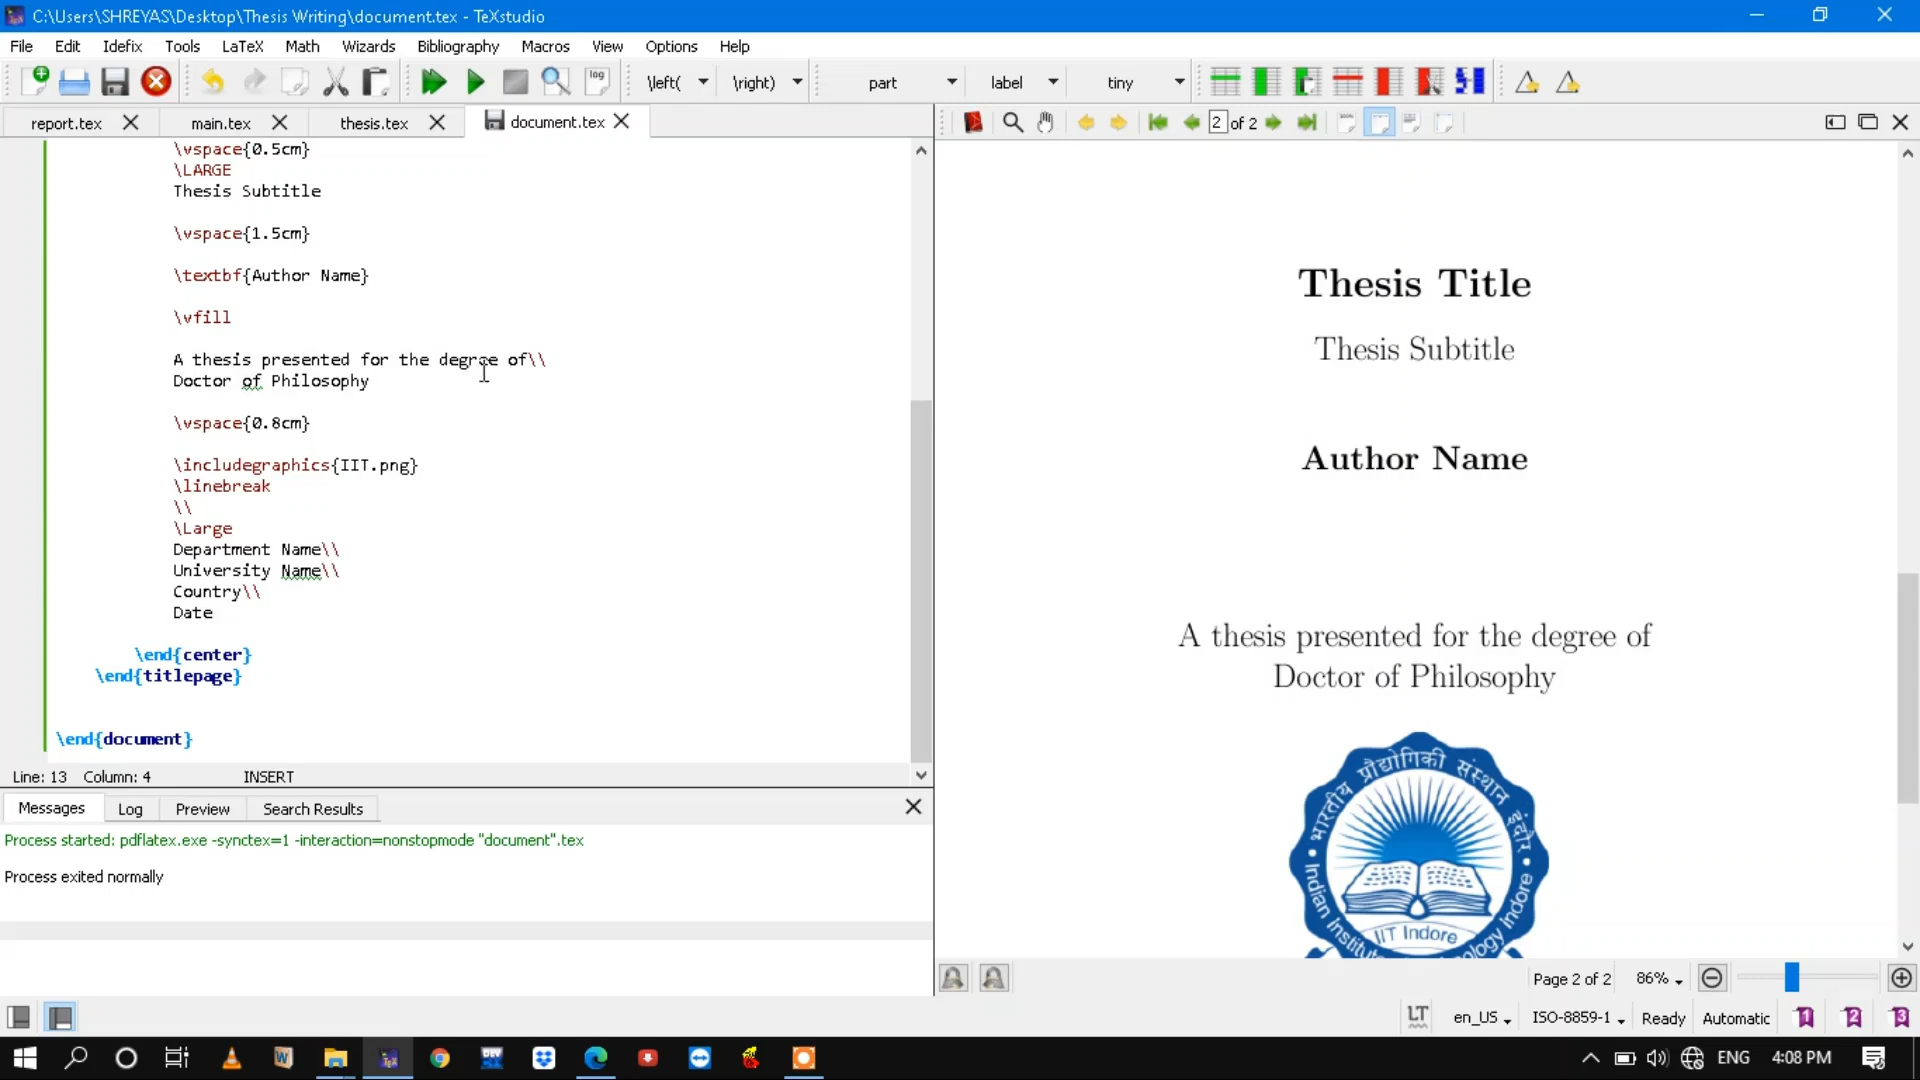 C:\Users\SHREYAS\Desktop\Thesis Writing\document.tex - TeXstudio
File Edit Idefix Tools LaTeX Math Wizards Bibliography Macros View Options Help
log \left( \right) part label tiny
report.tex main.tex thesis.tex document.tex
2 of 2
\vspace{0.5cm}
\LARGE
Thesis Subtitle
\vspace{1.5cm}
\textbf{Author Name}
\vfill
A thesis presented for the degree of\\
Doctor of Philosophy
\vspace{0.8cm}
\includegraphics{IIT.png}
\linebreak
\\
\Large
Department Name\\
University Name\\
Country\\
Date
\end{center}
\end{titlepage}
\end{document}
Line: 13 Column: 4 INSERT
Messages Log Preview Search Results
Process started: pdflatex.exe -synctex=1 -interaction=nonstopmode "document".tex
Process exited normally
Thesis Title
Thesis Subtitle
Author Name
A thesis presented for the degree of
Doctor of Philosophy
भारतीय प्रौद्योगिकी संस्थान इंदौर
IIT Indore
Page 2 of 2 86%
LT en_US ISO-8859-1 Ready Automatic 1 2 3
ENG 4:08 PM